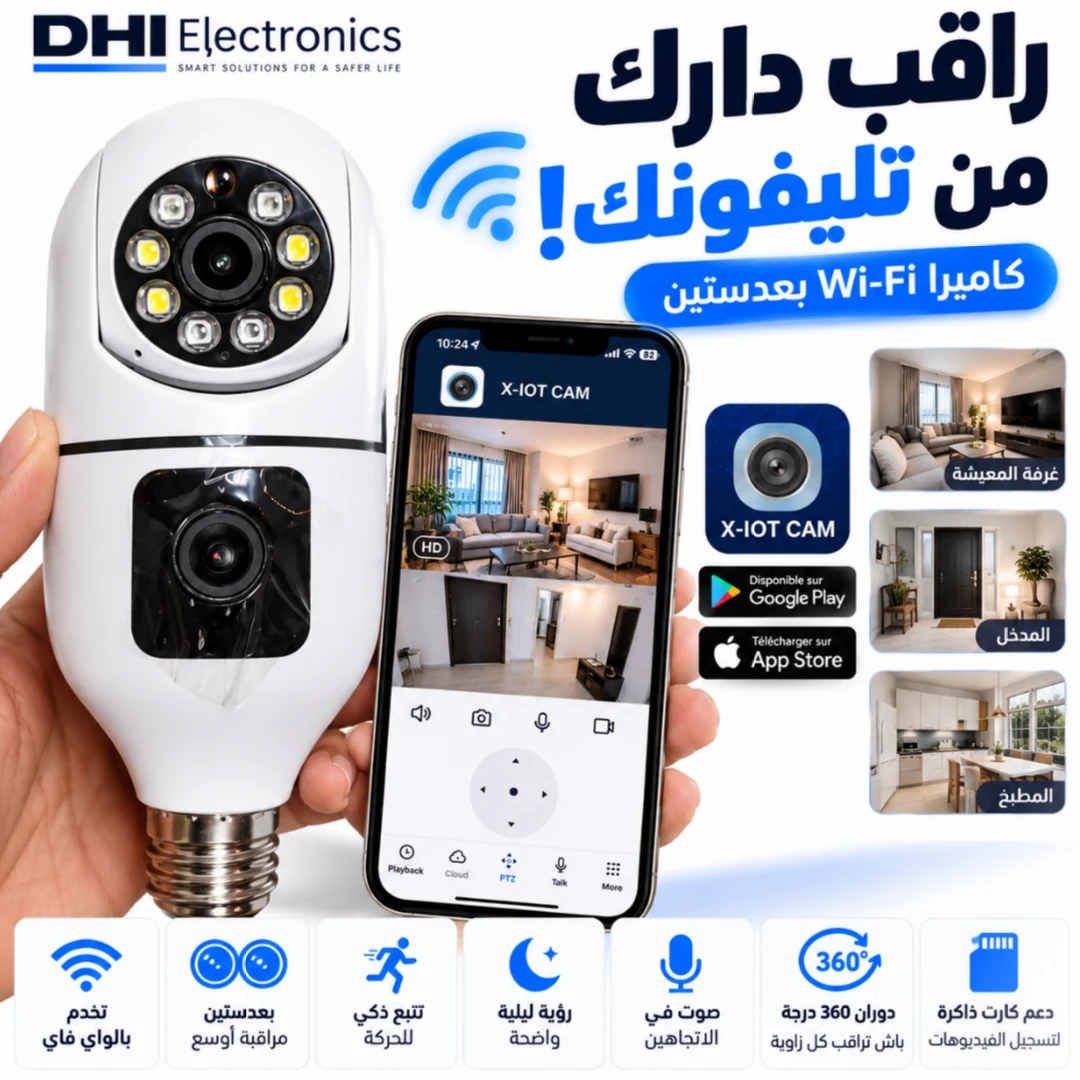 DHI Electronics
SMART SOLUTIONS FOR A SAFER LIFE
راقب دارك
من تليفونك!
كاميرا Wi-Fi بعدستين
10:24
82
X-IOT CAM
HD
Playback
Cloud
PTZ
Talk
More
X-IOT CAM
Disponible sur
Google Play
Télécharger sur
App Store
غرفة المعيشة
المدخل
المطبخ
دعم كارت ذاكرة
لتسجيل الفيديوهات
360°
دوران 360 درجة
باش تراقب كل زاوية
صوت في
الاتجاهين
رؤية ليلية
واضحة
تتبع ذكي
للحركة
بعدستين
مراقبة أوسع
تخدم
بالواي فاي